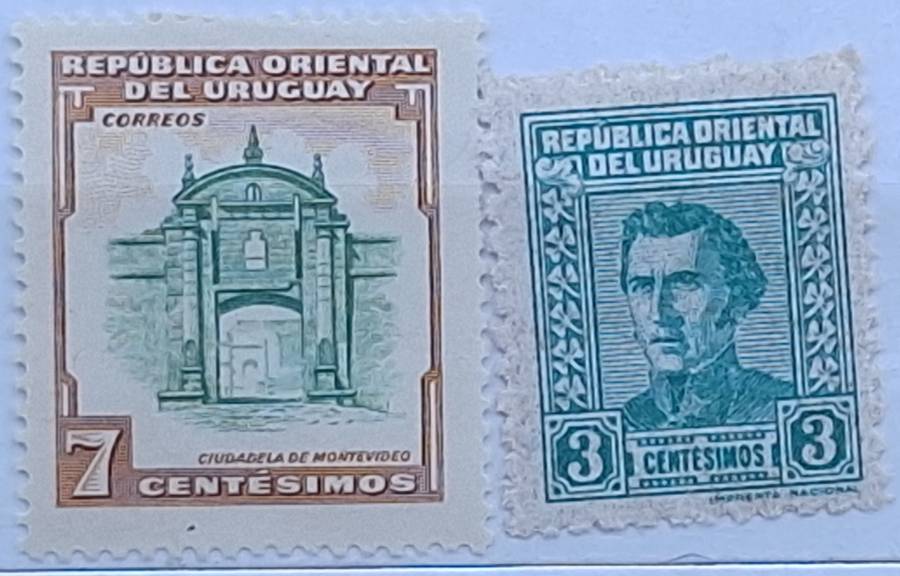 REPÚBLICA ORIENTAL
DEL URUGUAY
CORREOS
CIUDADELA DE MONTEVIDEO
7
CENTÉSIMOS
REPÚBLICA ORIENTAL
DEL URUGUAY
3
CENTÉSIMOS
3
IMPRENTA NACIONAL